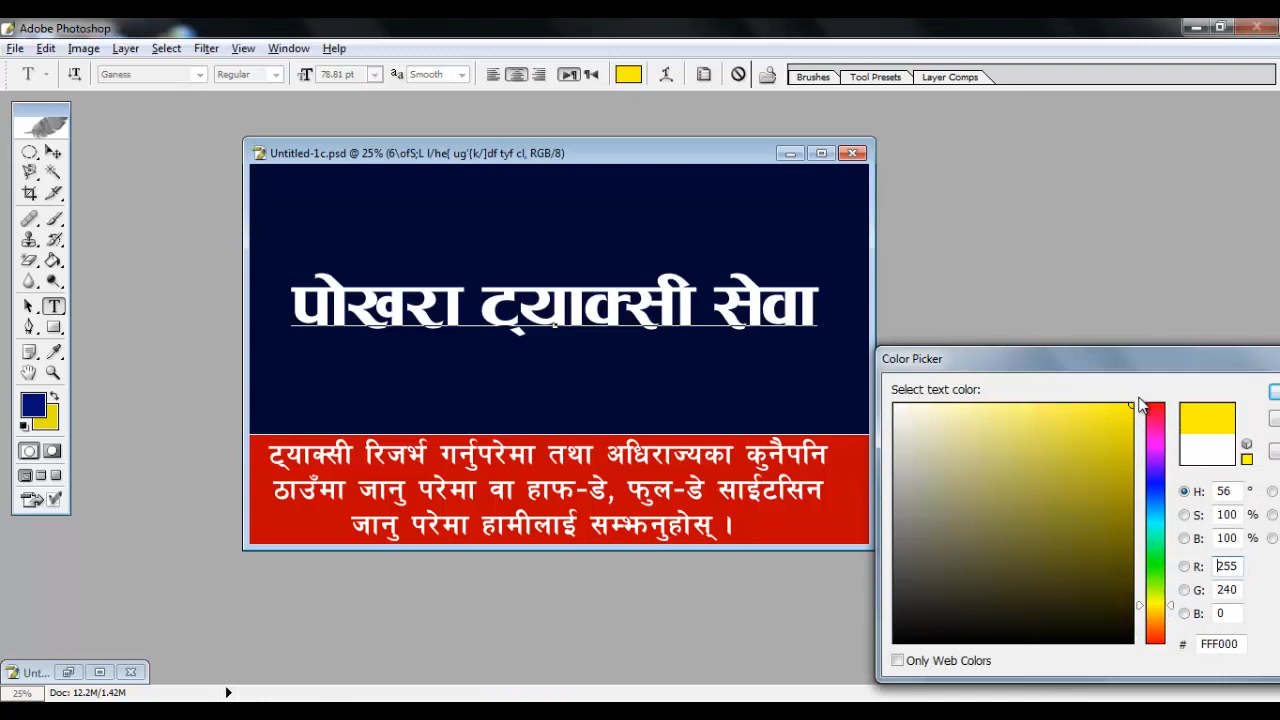 Adobe Photoshop
File Edit Image Layer Select Filter View Window Help
Ganess Regular 78.81 pt aa Smooth Brushes Tool Presets Layer Comps
Untitled-1c.psd @ 25% (6\ofS;L l/he{ ug'{k/]df tyf cl, RGB/8)
पोखरा ट्याक्सी सेवा
ट्याक्सी रिजर्भ गर्नुपरेमा तथा अधिराज्यका कुनैपनि
ठाउँमा जानु परेमा वा हाफ-डे, फुल-डे साईटसिन
जानु परेमा हामीलाई सम्झनुहोस् ।
Color Picker
Select text color:
H: 56 °
S: 100 %
B: 100 %
R: 255
G: 240
B: 0
# FFF000
Only Web Colors
Unt...
25% Doc: 12.2M/1.42M